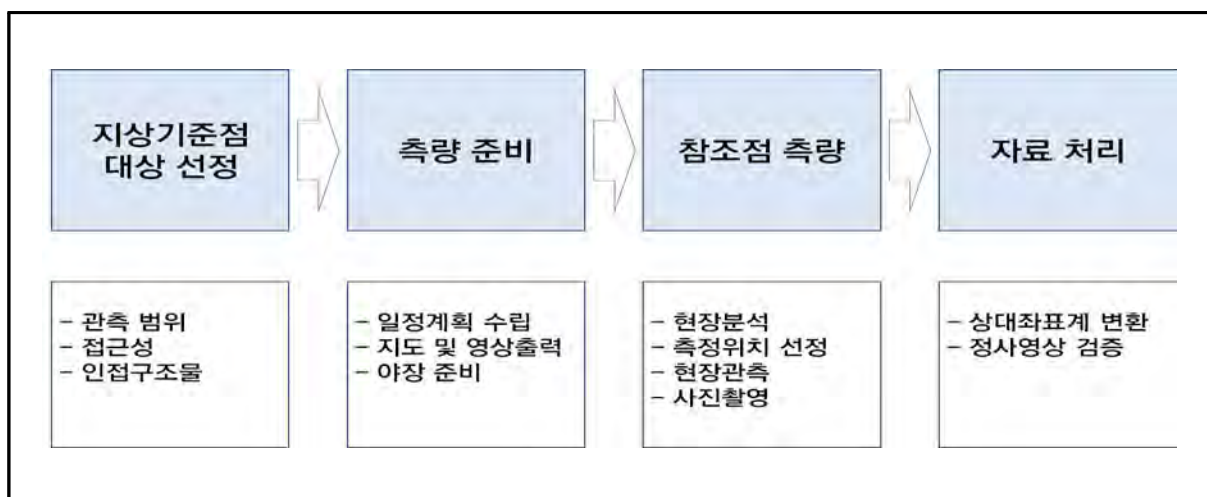 지상기준점
대상 선정
측량 준비
참조점 측량
자료 처리
- 관측 범위
- 접근성
- 인접구조물
- 일정계획 수립
- 지도 및 영상출력
- 야장 준비
- 현장분석
- 측정위치 선정
- 현장관측
- 사진촬영
- 상대좌표계 변환
- 정사영상 검증